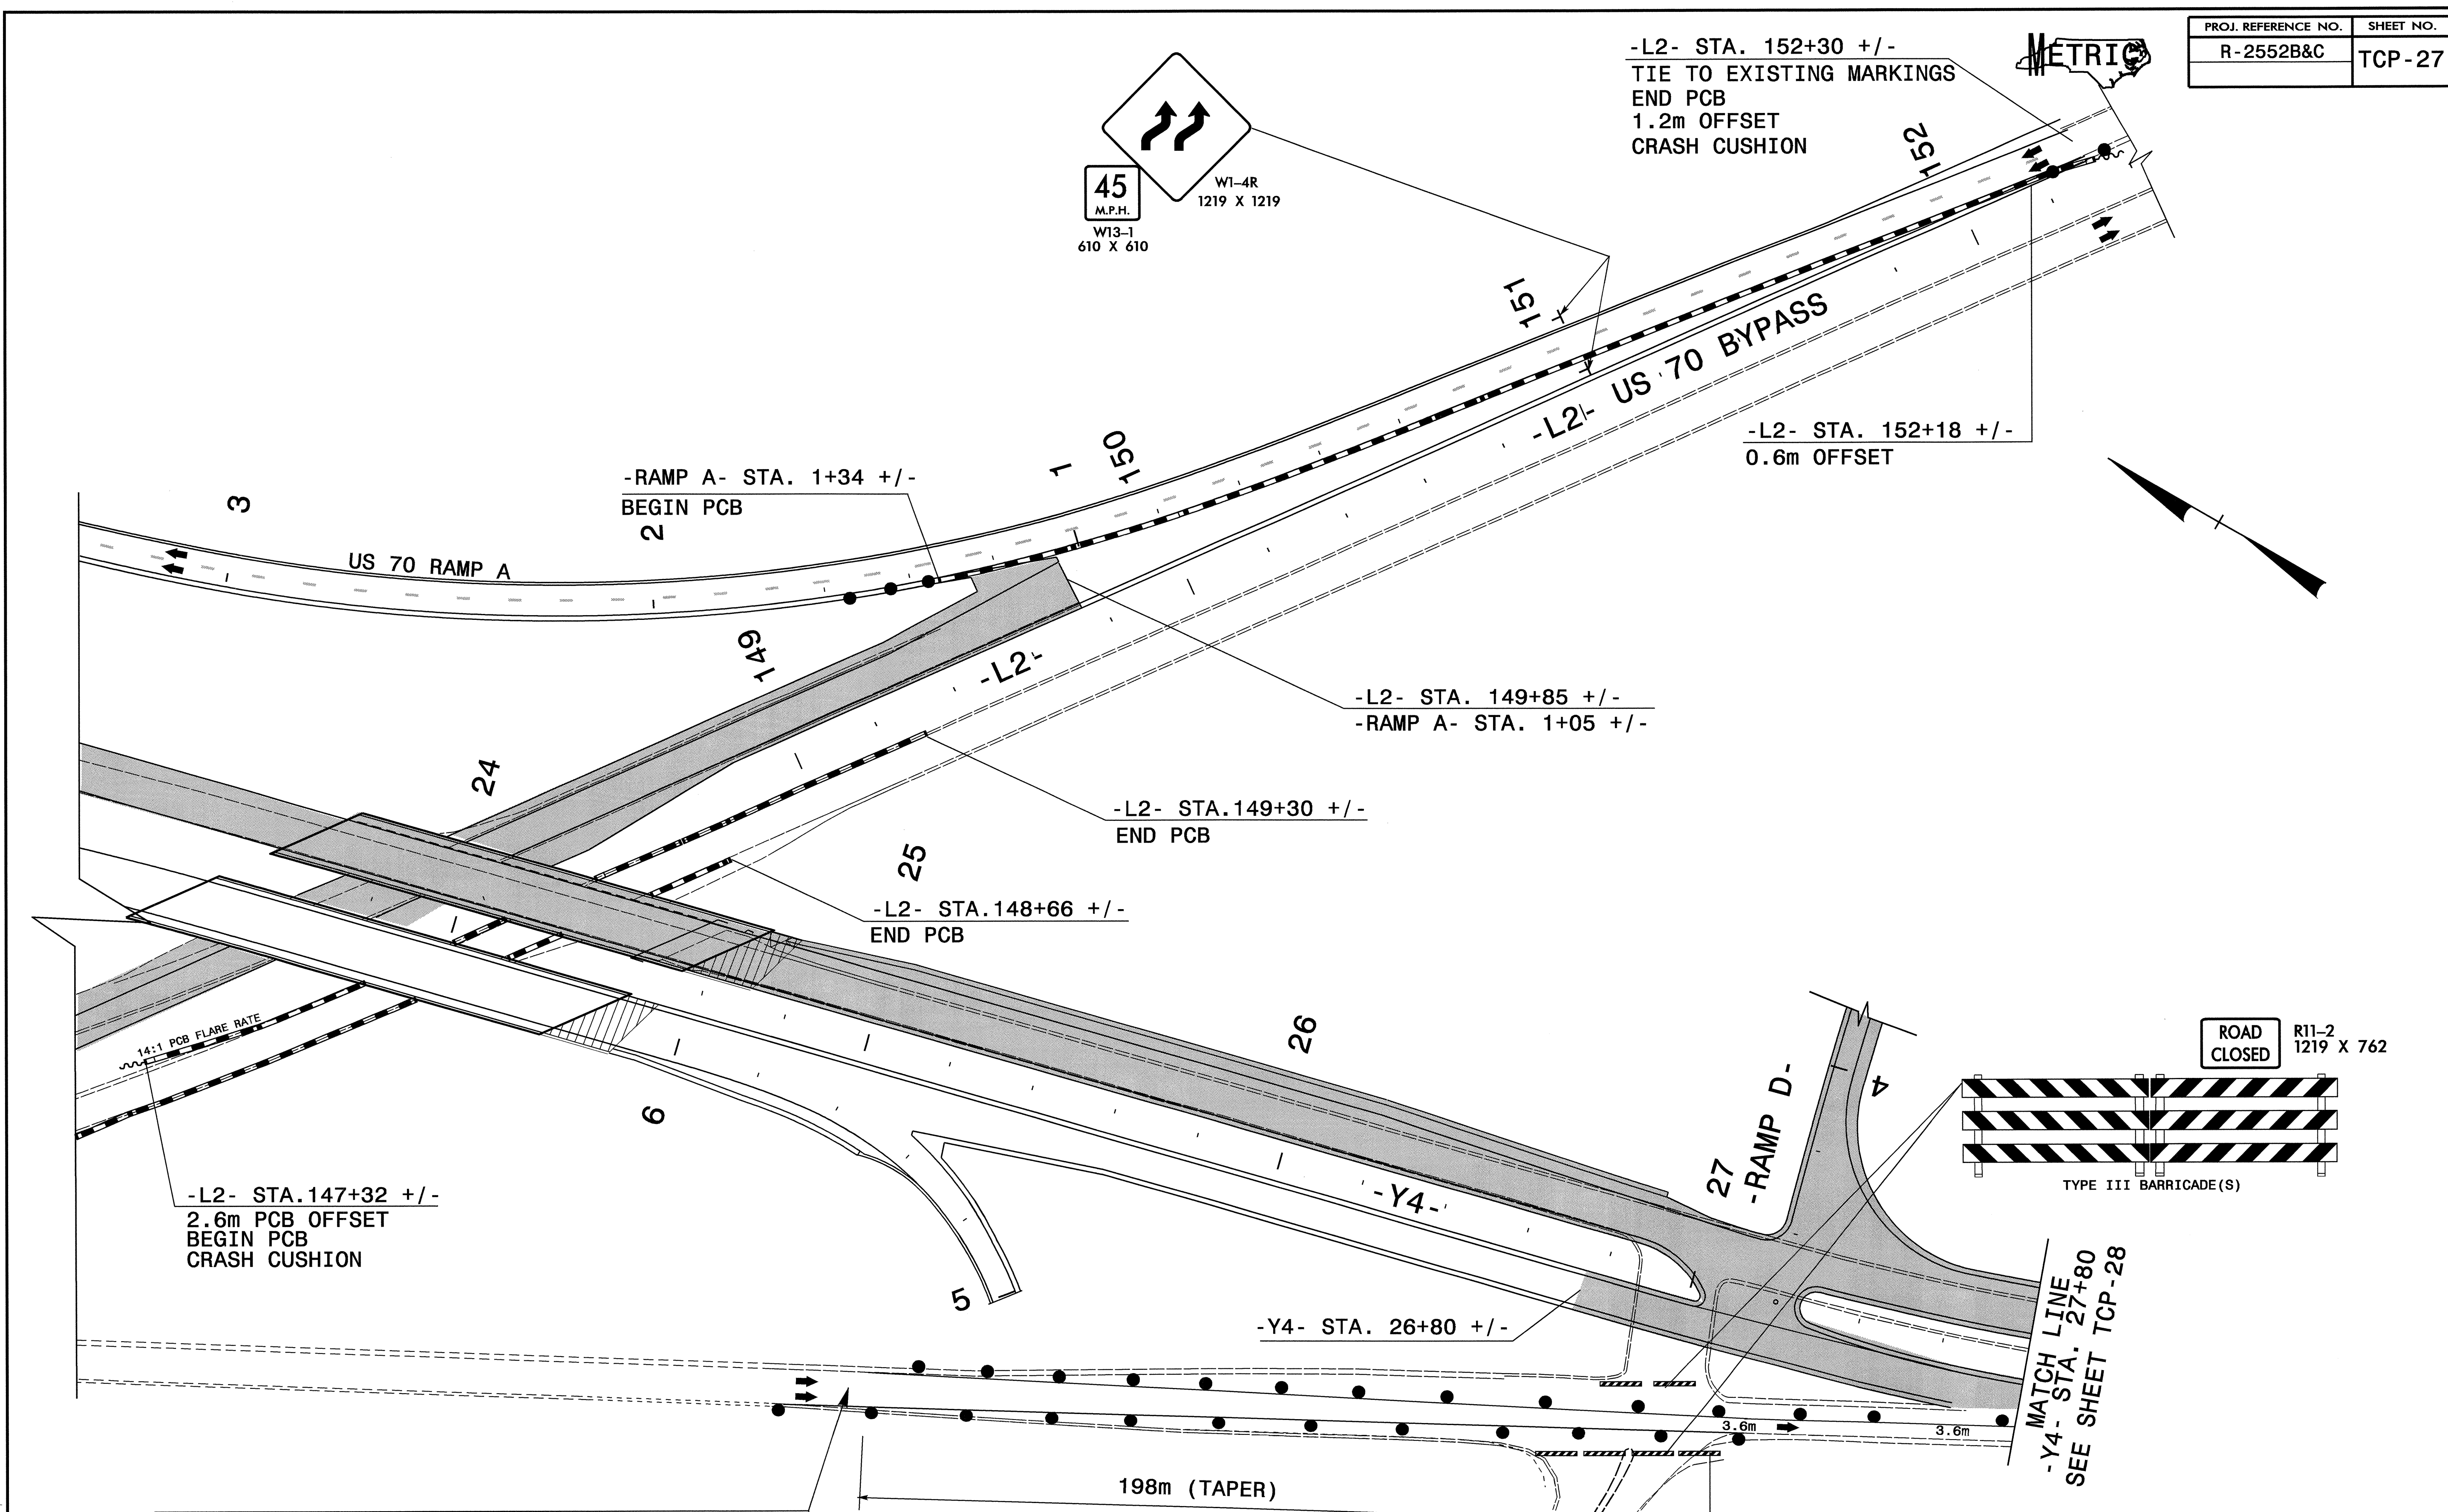 PROJ. REFERENCE NO.
SHEET NO.
R-2552B&C
TCP-27
METRIC
-L2- STA. 152+30 +/-
TIE TO EXISTING MARKINGS
END PCB
1.2m OFFSET
CRASH CUSHION
45
M.P.H.
W13-1
610 X 610
W1-4R
1219 X 1219
152
151
150
1
-L2- US 70 BYPASS
-L2- STA. 152+18 +/-
0.6m OFFSET
-RAMP A- STA. 1+34 +/-
BEGIN PCB
3
2
US 70 RAMP A
149
-L2-
-L2- STA. 149+85 +/-
-RAMP A- STA. 1+05 +/-
24
-L2- STA.149+30 +/-
END PCB
25
-L2- STA.148+66 +/-
END PCB
14:1 PCB FLARE RATE
26
6
-L2- STA.147+32 +/-
2.6m PCB OFFSET
BEGIN PCB
CRASH CUSHION
5
-Y4-
27
-RAMP D-
4
ROAD
CLOSED
R11-2
1219 X 762
TYPE III BARRICADE(S)
-Y4- STA. 26+80 +/-
MATCH LINE
-Y4- STA. 27+80
SEE SHEET TCP-28
3.6m
3.6m
198m (TAPER)